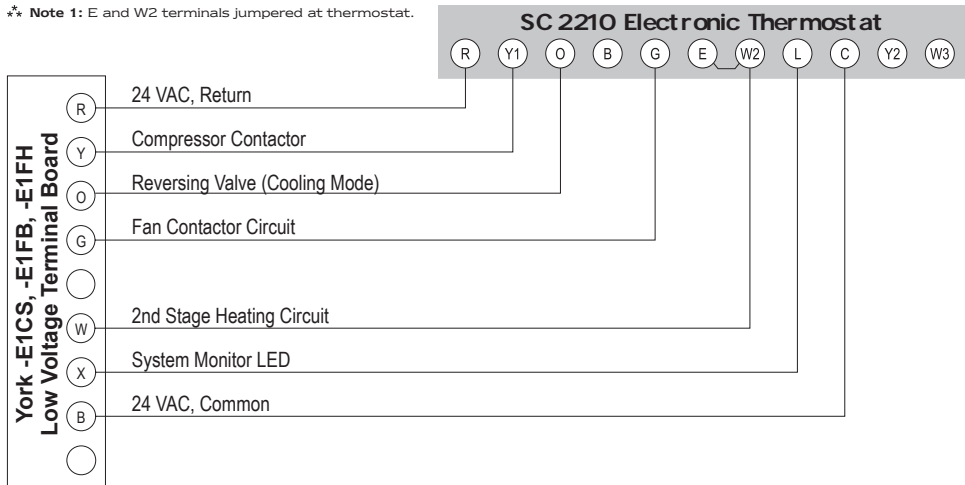 ⁂ Note 1: E and W2 terminals jumpered at thermostat.
SC 2210 Electronic Thermostat
R Y1 O B G E W2 L C Y2 W3
York -E1CS, -E1FB, -E1FH
Low Voltage Terminal Board
R 24 VAC, Return
Y Compressor Contactor
O Reversing Valve (Cooling Mode)
G Fan Contactor Circuit
W 2nd Stage Heating Circuit
X System Monitor LED
B 24 VAC, Common